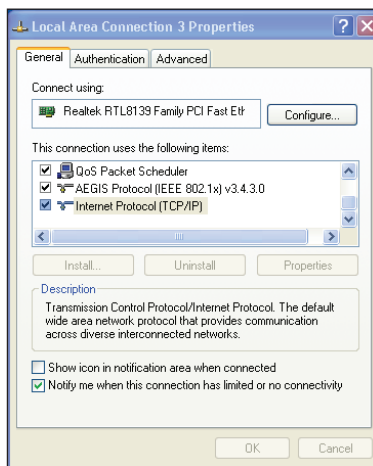 Local Area Connection 3 Properties
General Authentication Advanced
Connect using:
Realtek RTL8139 Family PCI Fast Eth
Configure...
This connection uses the following items:
QoS Packet Scheduler
AEGIS Protocol (IEEE 802.1x) v3.4.3.0
Internet Protocol (TCP/IP)
Install... Uninstall Properties
Description
Transmission Control Protocol/Internet Protocol. The default
wide area network protocol that provides communication
across diverse interconnected networks.
Show icon in notification area when connected
Notify me when this connection has limited or no connectivity
OK Cancel